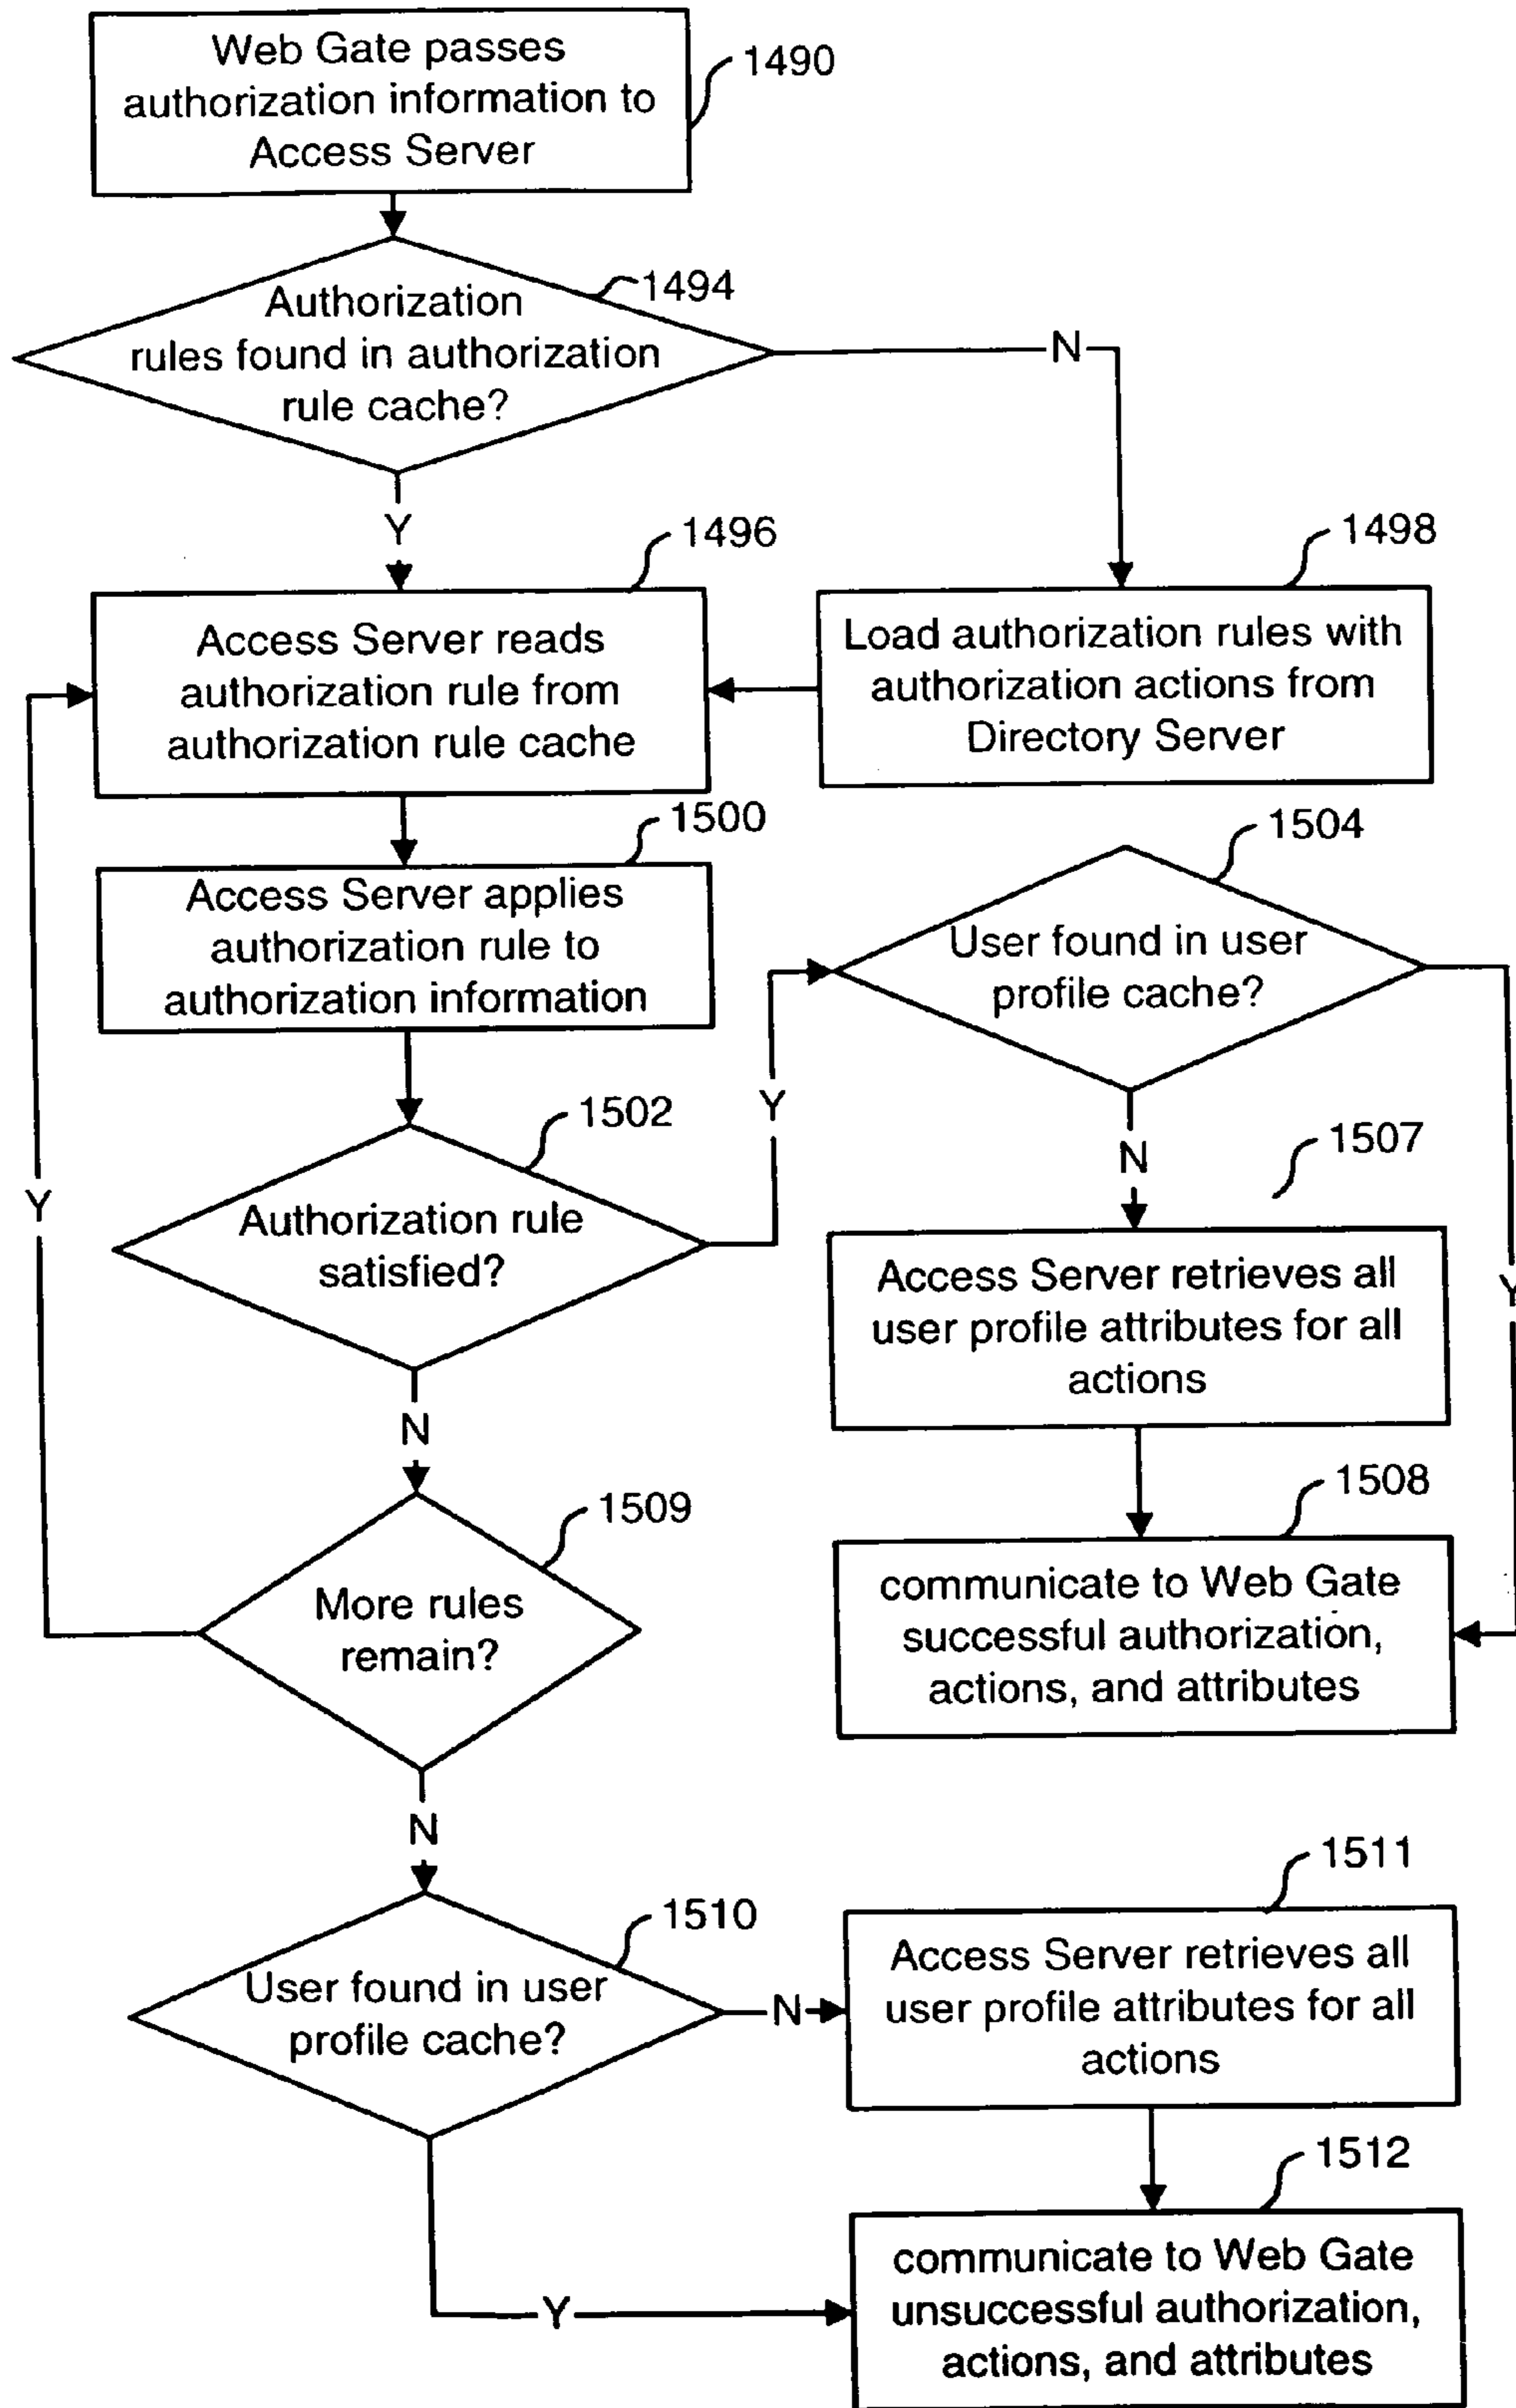 Web Gate passes
authorization information to
Access Server
1490
Authorization
rules found in authorization
rule cache?
1494
N
Y
1496
Access Server reads
authorization rule from
authorization rule cache
1498
Load authorization rules with
authorization actions from
Directory Server
1500
Access Server applies
authorization rule to
authorization information
1504
User found in user
profile cache?
1502
Authorization rule
satisfied?
Y
Y
N
1507
Access Server retrieves all
user profile attributes for all
actions
Y
N
1509
More rules
remain?
1508
communicate to Web Gate
successful authorization,
actions, and attributes
N
1510
User found in user
profile cache?
N
1511
Access Server retrieves all
user profile attributes for all
actions
Y
1512
communicate to Web Gate
unsuccessful authorization,
actions, and attributes